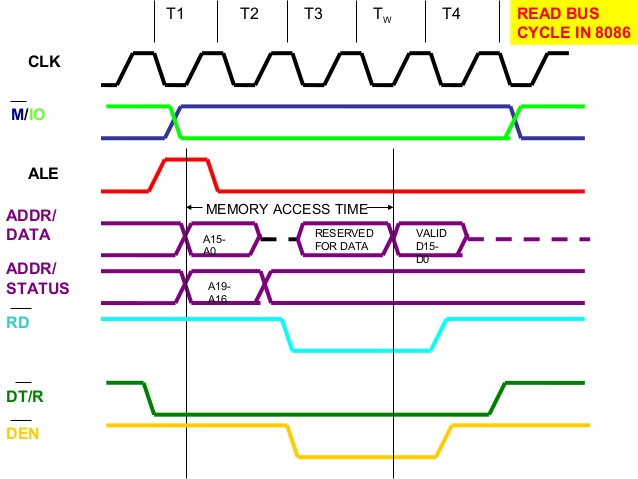 T1 T2 T3 TW T4
READ BUS
CYCLE IN 8086
CLK
M/IO
ALE
MEMORY ACCESS TIME
ADDR/
DATA
A15-
A0
RESERVED
FOR DATA
VALID
D15-
D0
ADDR/
STATUS
A19-
A16
RD
DT/R
DEN